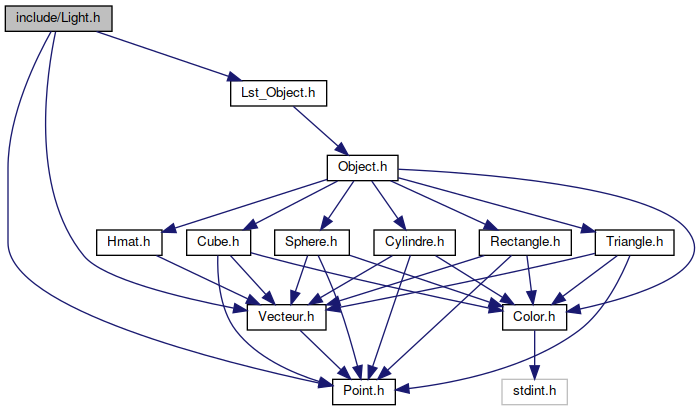 include/Light.h
Lst_Object.h
Object.h
Hmat.h
Cube.h
Sphere.h
Cylindre.h
Rectangle.h
Triangle.h
Vecteur.h
Color.h
Point.h
stdint.h